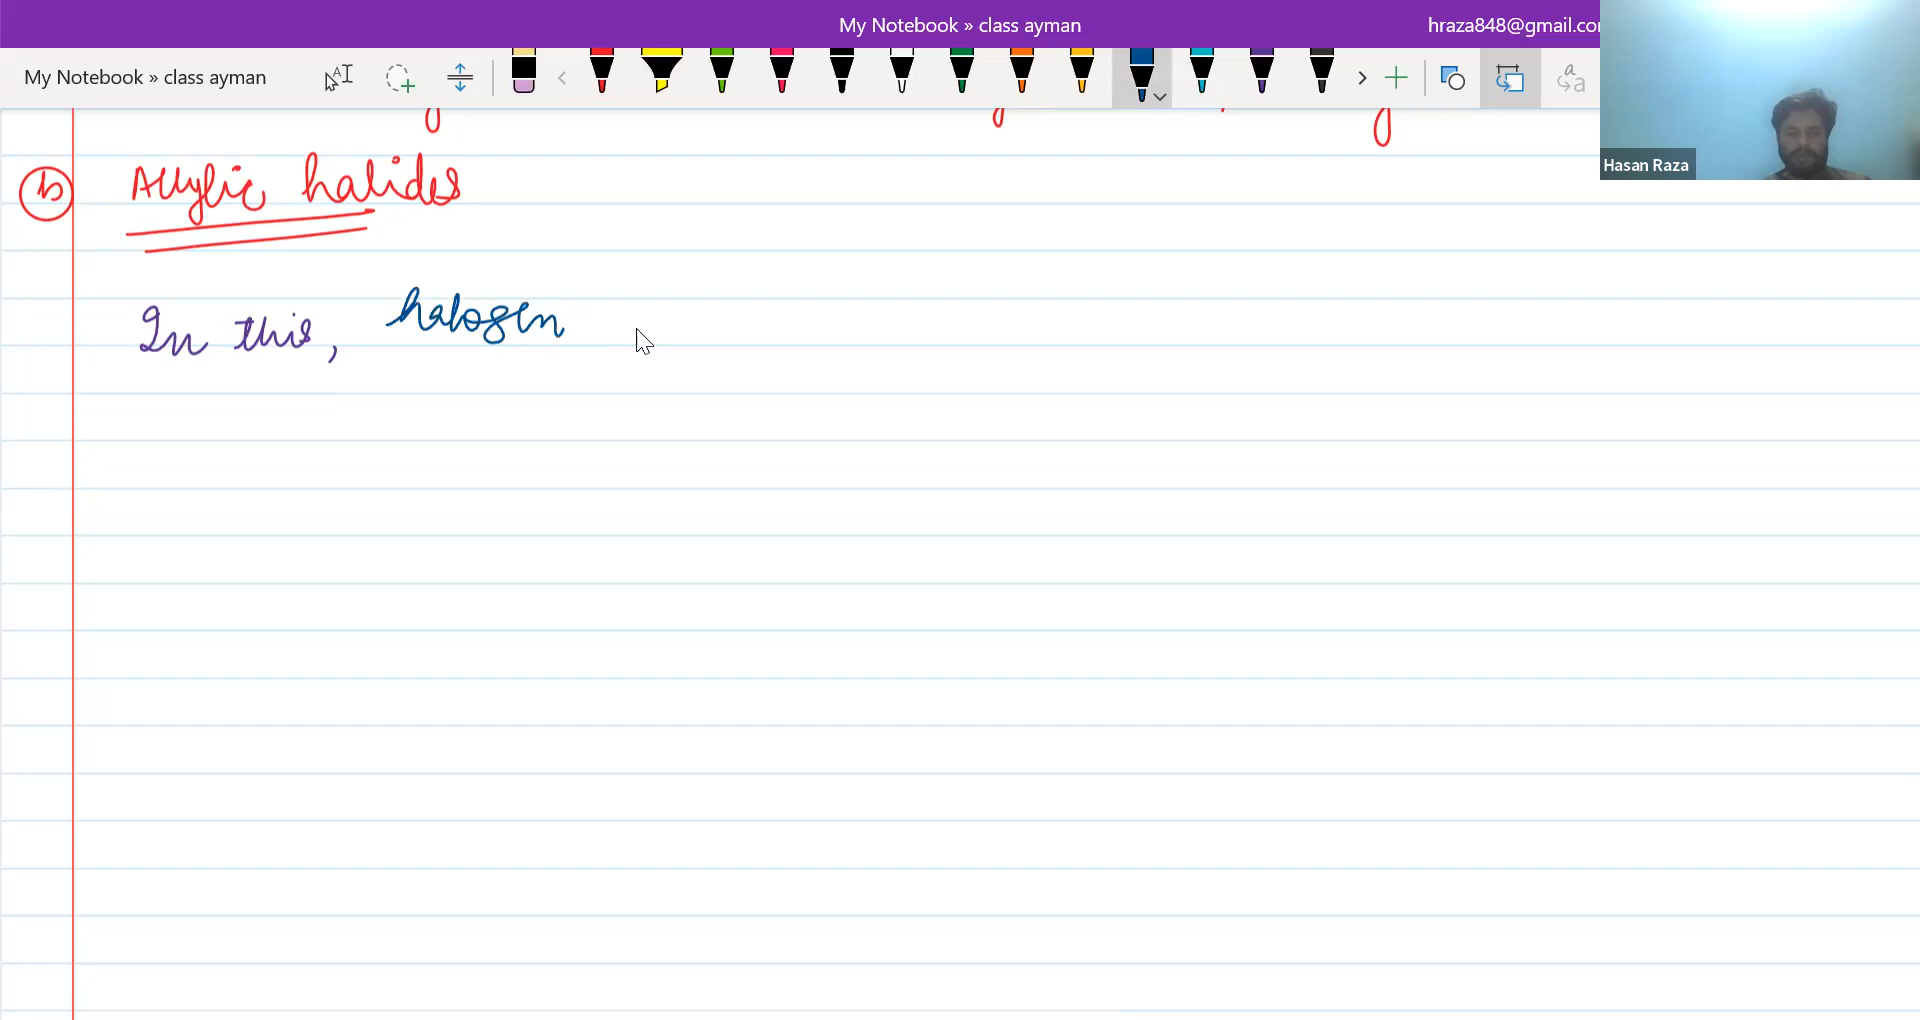 My Notebook » class ayman
hraza848@gmail.co
My Notebook » class ayman
Hasan Raza
b Allylic halides
In this, halogen